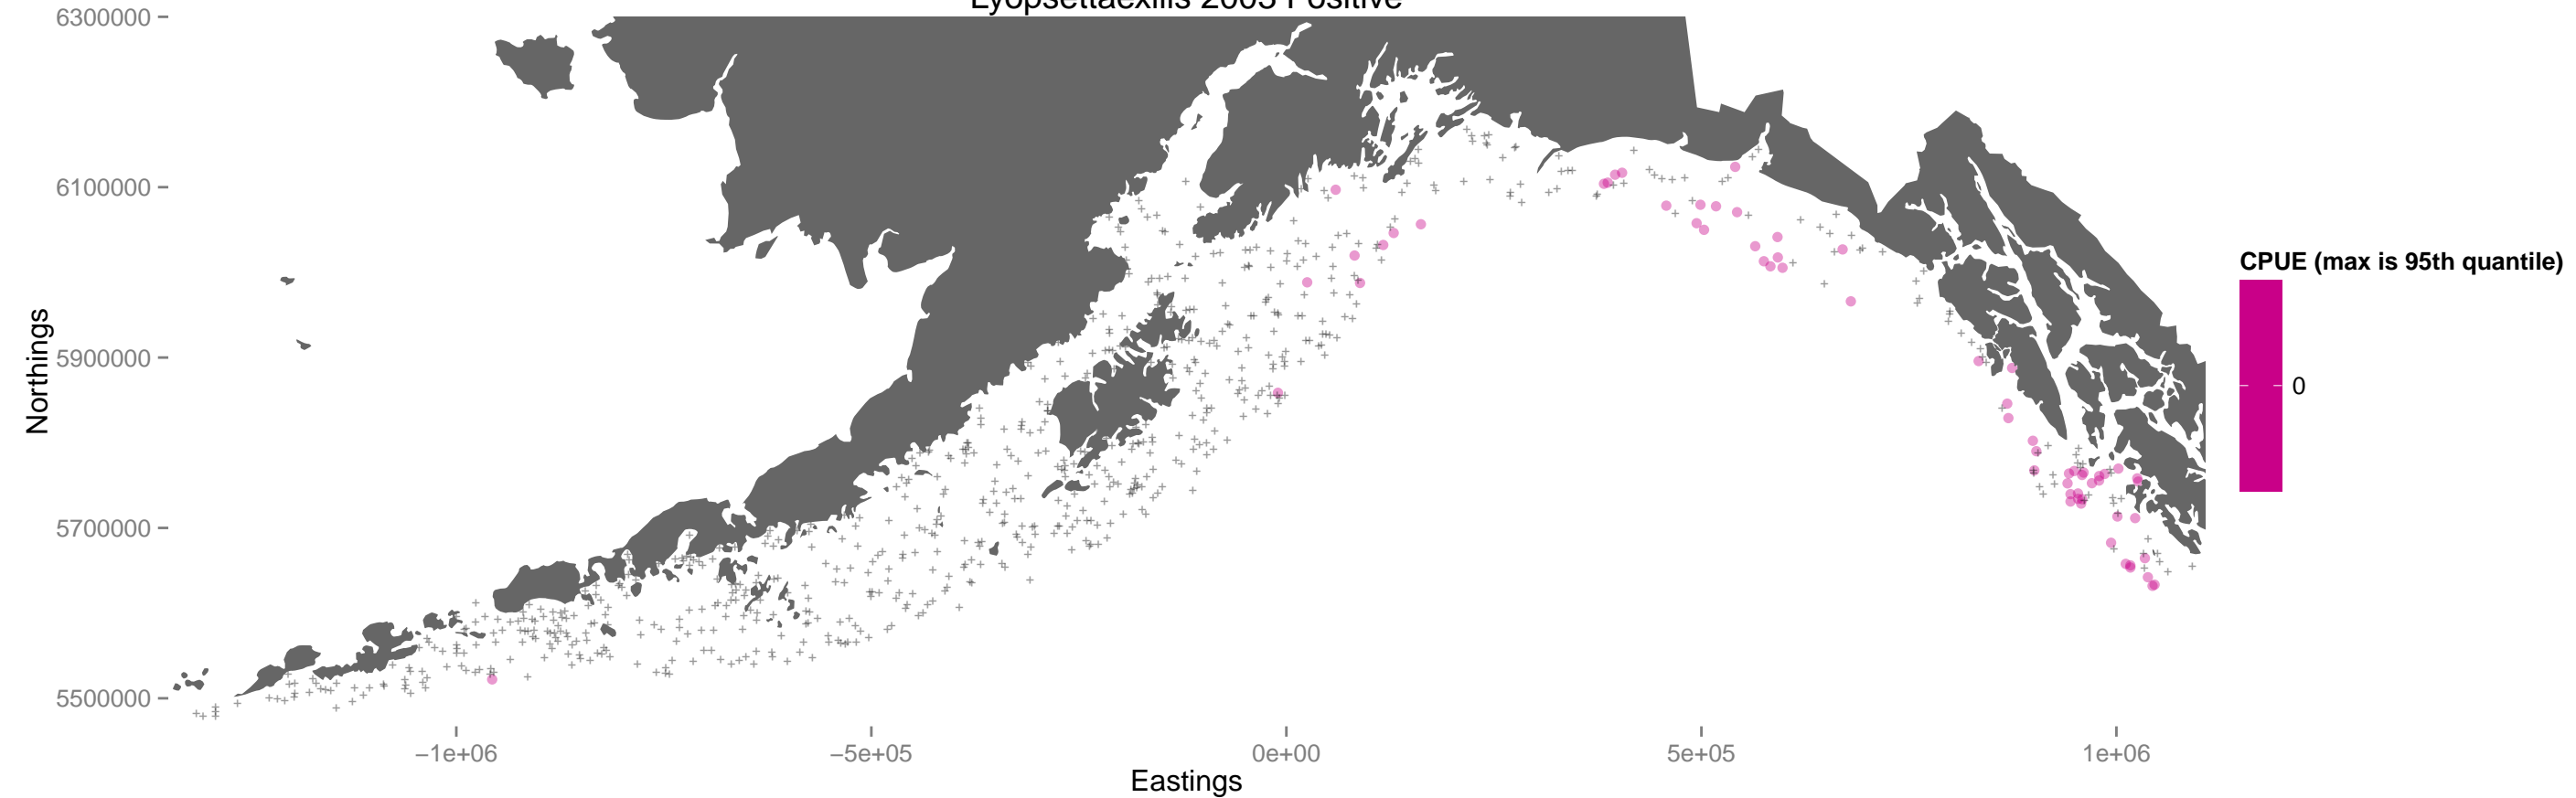 Lyopsettaexilis Positive
6300000
6100000
5900000
5700000
5500000
Northings
−1e+06
−5e+05
0e+00
5e+05
1e+06
Eastings
CPUE (max is 95th quantile)
0